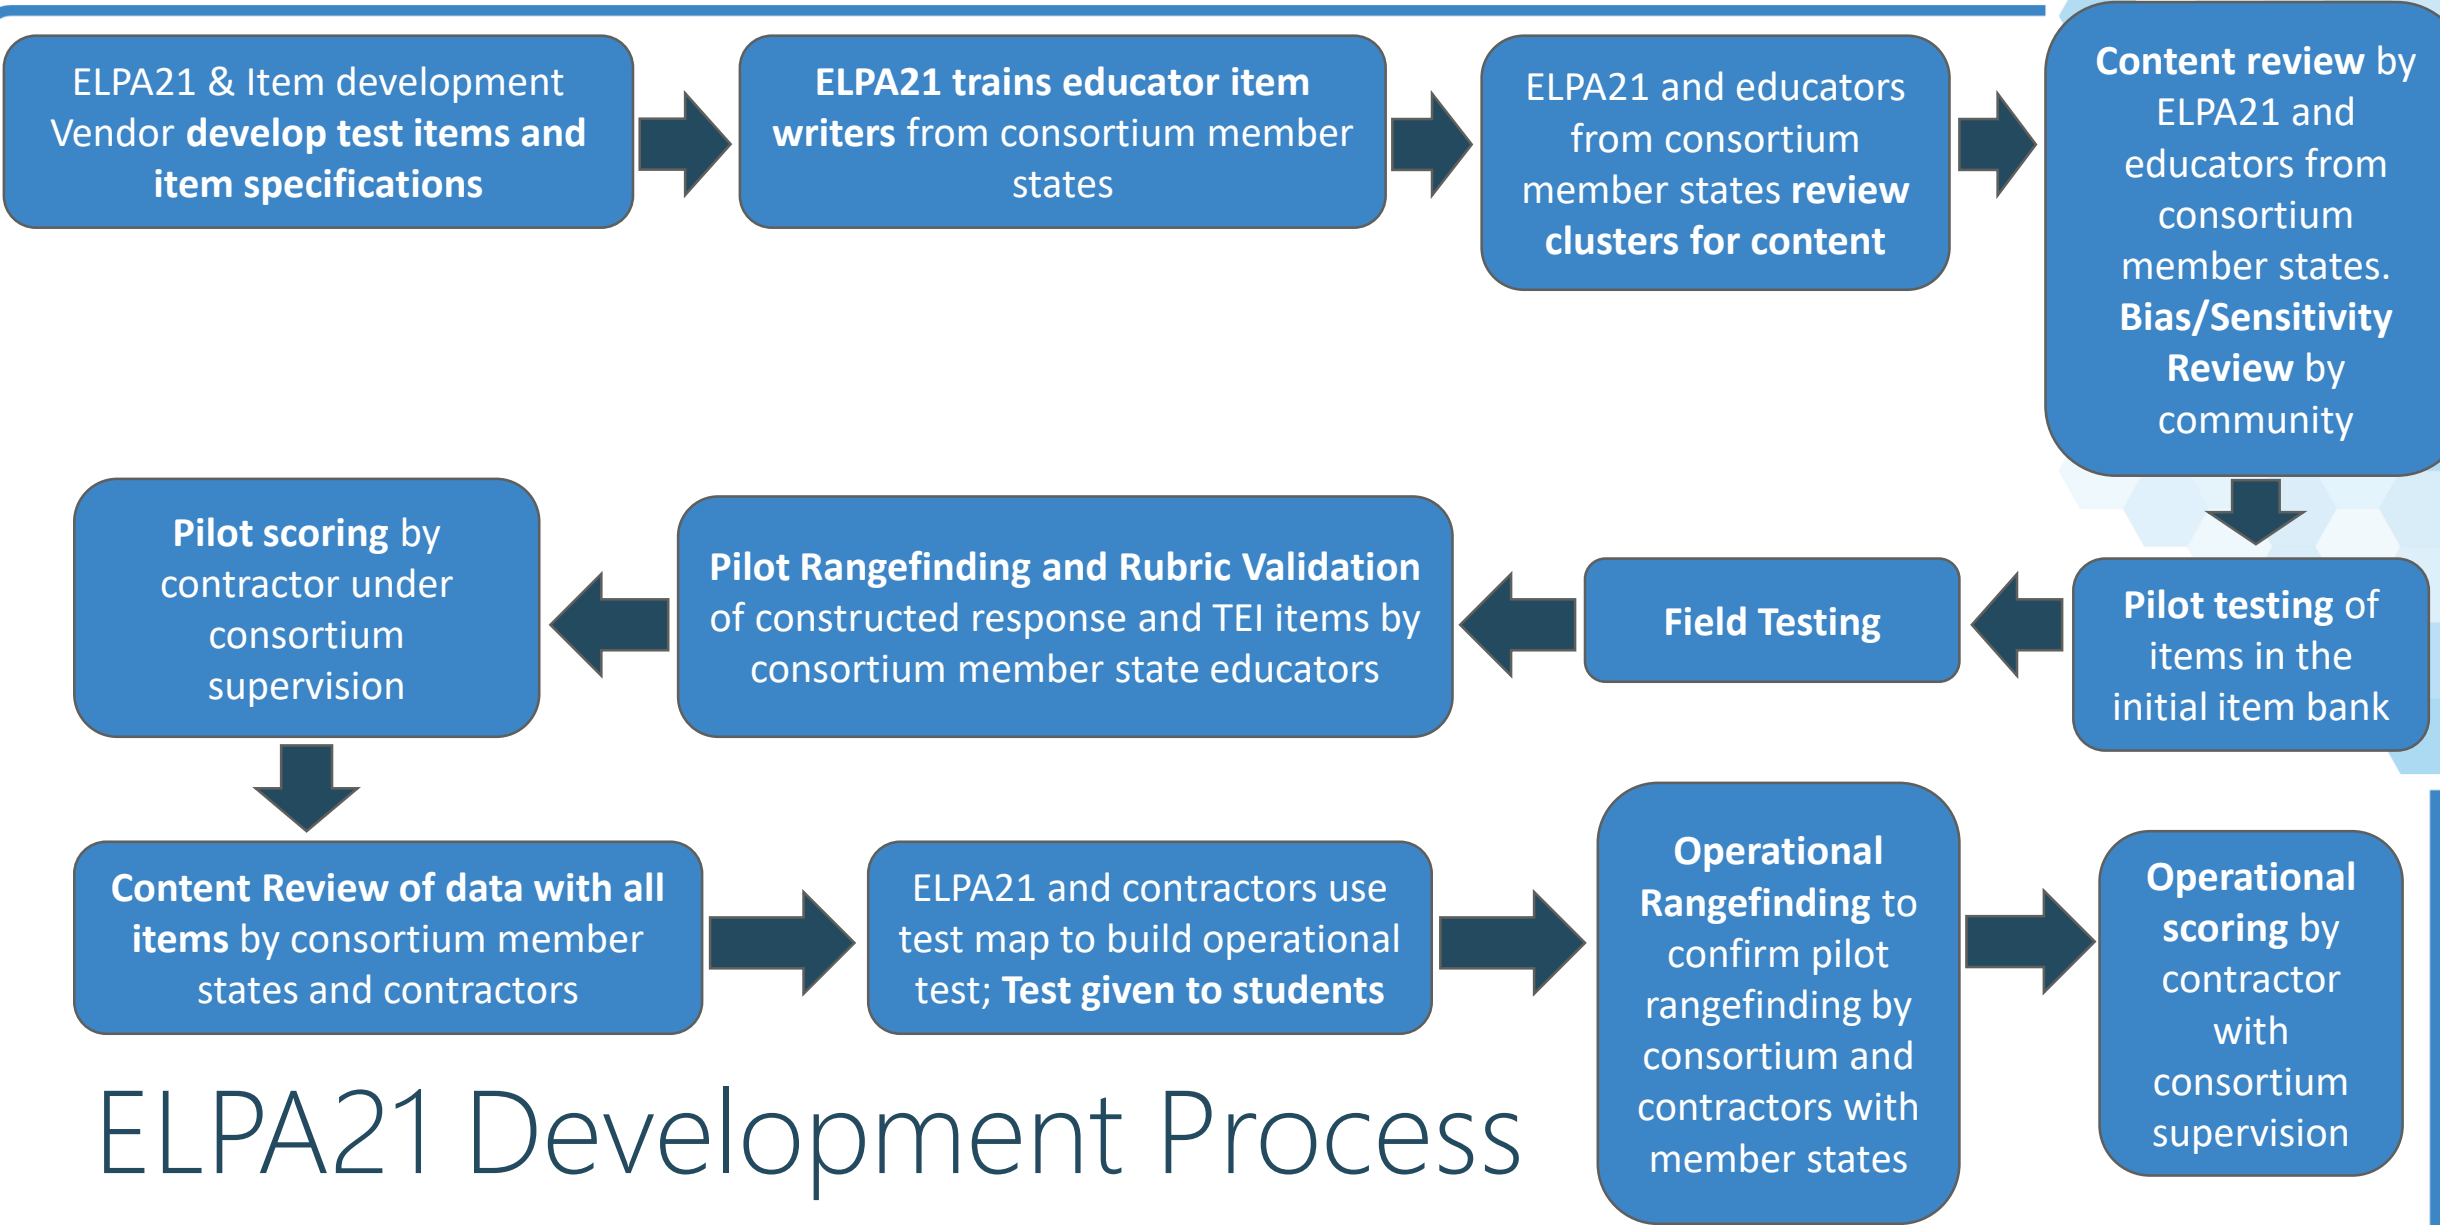 ELPA21 & Item development
Vendor develop test items and
item specifications
ELPA21 trains educator item
writers from consortium member
states
ELPA21 and educators
from consortium
member states review
clusters for content
Content review by
ELPA21 and
educators from
consortium
member states.
Bias/Sensitivity
Review by
community
Pilot testing of
items in the
initial item bank
Field Testing
Pilot Rangefinding and Rubric Validation
of constructed response and TEI items by
consortium member state educators
Pilot scoring by
contractor under
consortium
supervision
Content Review of data with all
items by consortium member
states and contractors
ELPA21 and contractors use
test map to build operational
test; Test given to students
Operational
Rangefinding to
confirm pilot
rangefinding by
consortium and
contractors with
member states
Operational
scoring by
contractor
with
consortium
supervision
ELPA21 Development Process